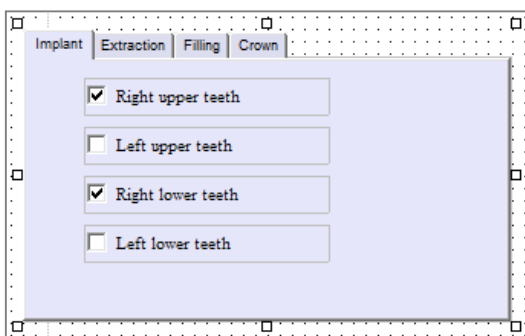 Implant Extraction Filling Crown
Right upper teeth
Left upper teeth
Right lower teeth
Left lower teeth